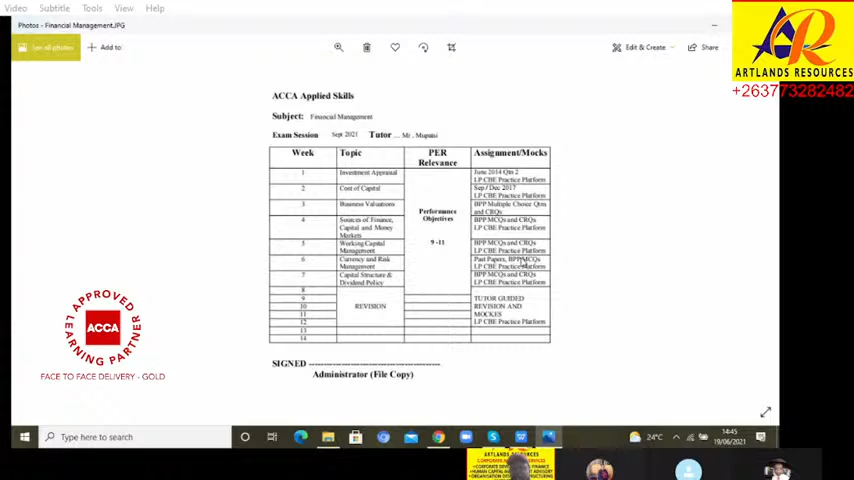 Video Subtitle Tools View Help
Photos - Financial Management.JPG
See all photos + Add to
Edit & Create
Share
ARTLANDS RESOURCES
+263773282482
ACCA Applied Skills
Subject: Financial Management
Exam Session Sept 2021 Tutor ... Mr . Mupatsi
Week Topic PER Relevance Assignment/Mocks
1 Investment Appraisal June 2014 Qtn 2
LP CBE Practice Platform
2 Cost of Capital Sep / Dec 2017
LP CBE Practice Platform
3 Business Valuations BPP Multiple Choice Qtns
and CRQs
Performance
Objectives
9 -11
4 Sources of Finance, BPP MCQs and CRQs
Capital and Money LP CBE Practice Platform
Markets
5 Working Capital BPP MCQs and CRQs
Management LP CBE Practice Platform
6 Currency and Risk Past Papers, BPP MCQs
Management LP CBE Practice Platform
7 Capital Structure & BPP MCQs and CRQs
Dividend Policy LP CBE Practice Platform
8
9 TUTOR GUIDED
10 REVISION REVISION AND
11 MOCKES
12 LP CBE Practice Platform
13
14
SIGNED
Administrator (File Copy)
APPROVED
LEARNING PARTNER
ACCA
FACE TO FACE DELIVERY - GOLD
Type here to search
24°C
14:45
19/06/2021